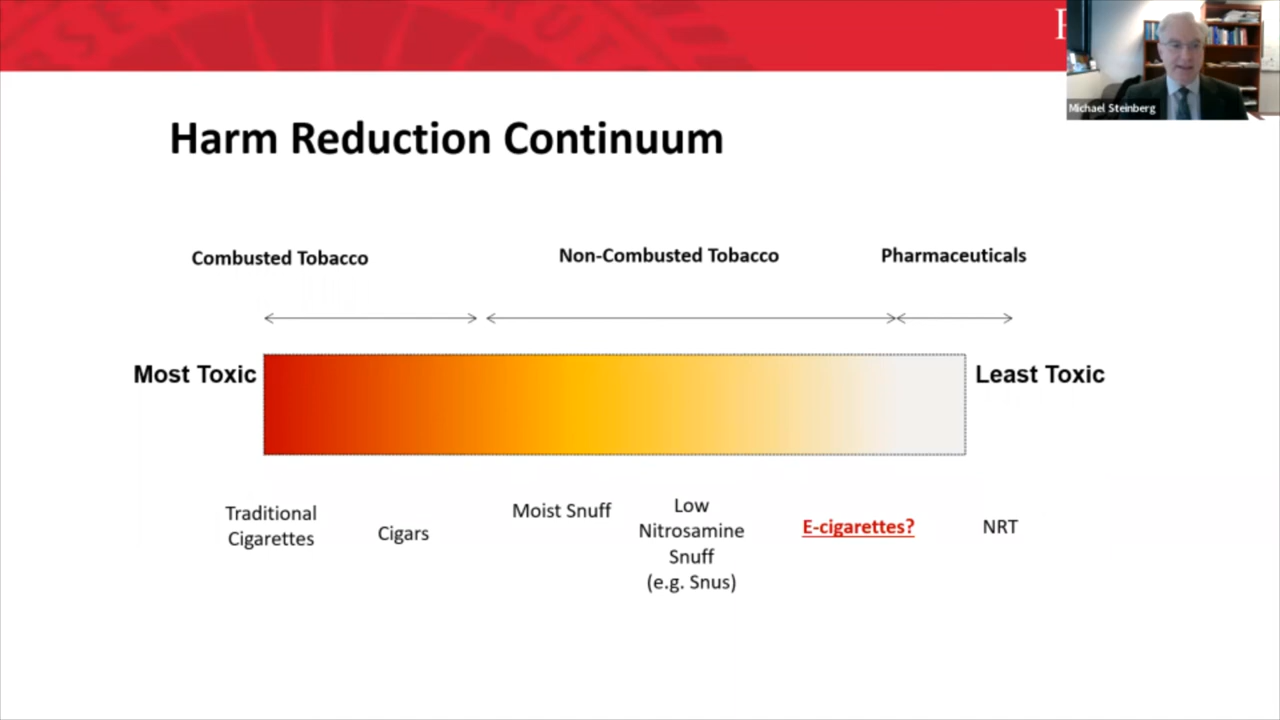 Michael Steinberg
Harm Reduction Continuum
Combusted Tobacco
Non-Combusted Tobacco
Pharmaceuticals
Most Toxic
Least Toxic
Traditional
Cigarettes
Cigars
Moist Snuff
Low
Nitrosamine
Snuff
(e.g. Snus)
E-cigarettes?
NRT